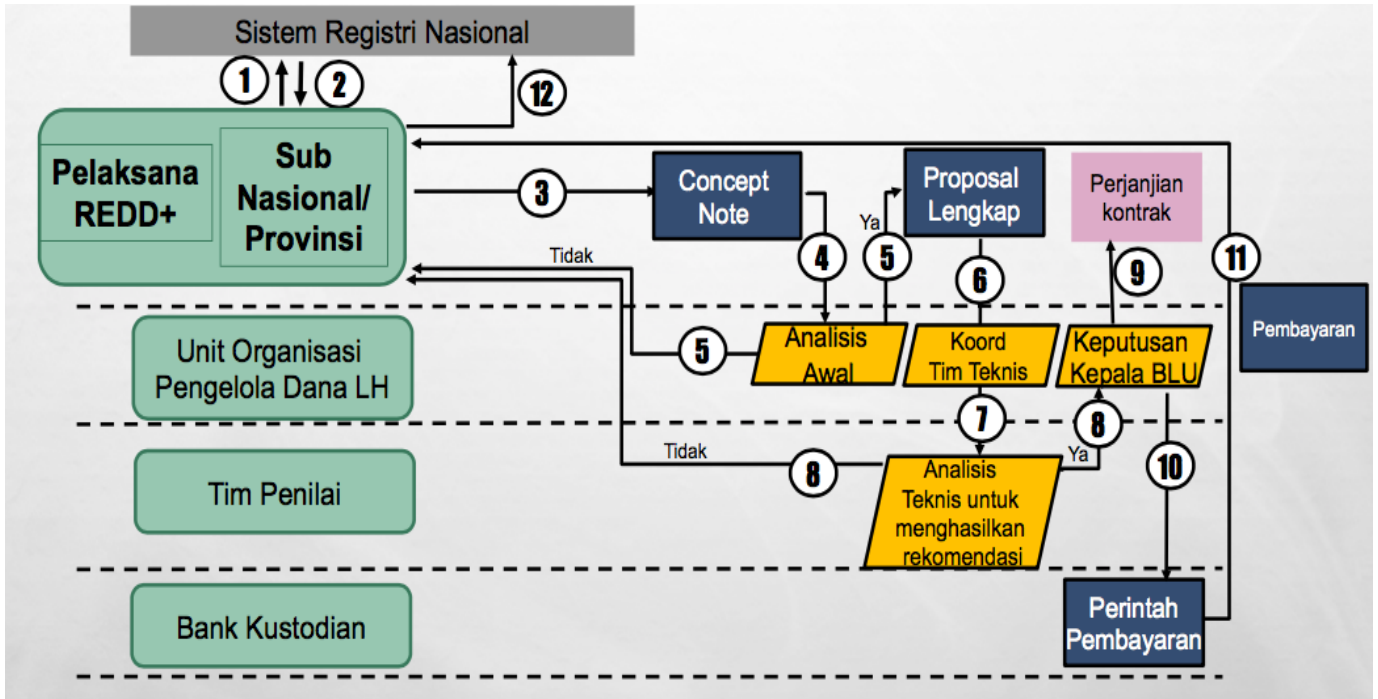 Sistem Registri Nasional
1
2
12
Pelaksana
REDD+
Sub
Nasional/
Provinsi
3
Concept
Note
4
5
Ya
Proposal
Lengkap
6
Perjanjian
kontrak
9
11
Pembayaran
Tidak
5
Unit Organisasi
Pengelola Dana LH
Analisis
Awal
Koord
Tim Teknis
Keputusan
Kepala BLU
7
8
Ya
10
Tidak
8
Tim Penilai
Analisis
Teknis untuk
menghasilkan
rekomendasi
Bank Kustodian
Perintah
Pembayaran